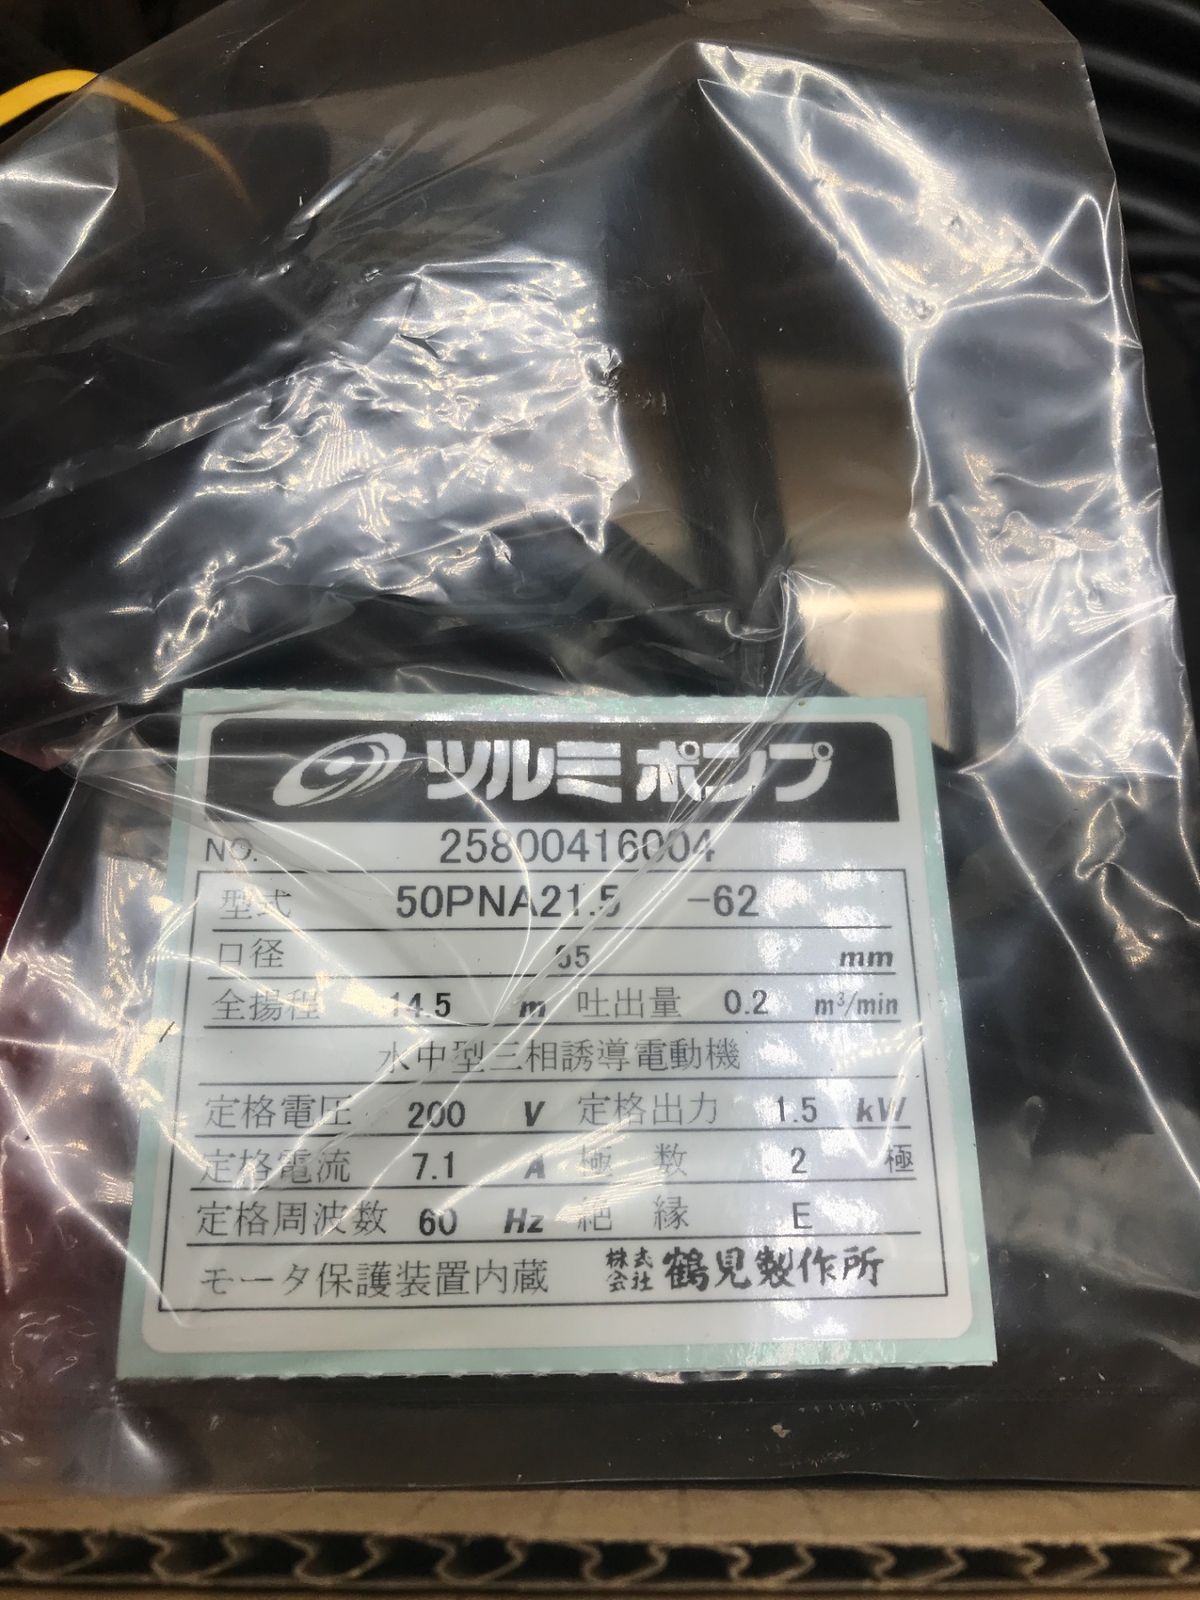 ツルミポンプ
NO. 25800416004
型式 50PNA21.5 -62
口径 mm
全揚程 14.5 m 吐出量 0.2 m³/min
水中型三相誘導電動機
定格電圧 200 V 定格出力 1.5 kW
定格電流 7.1 A 極数 2 極
定格周波数 60 Hz 絶縁 E
モータ保護装置内蔵 株式会社 鶴見製作所